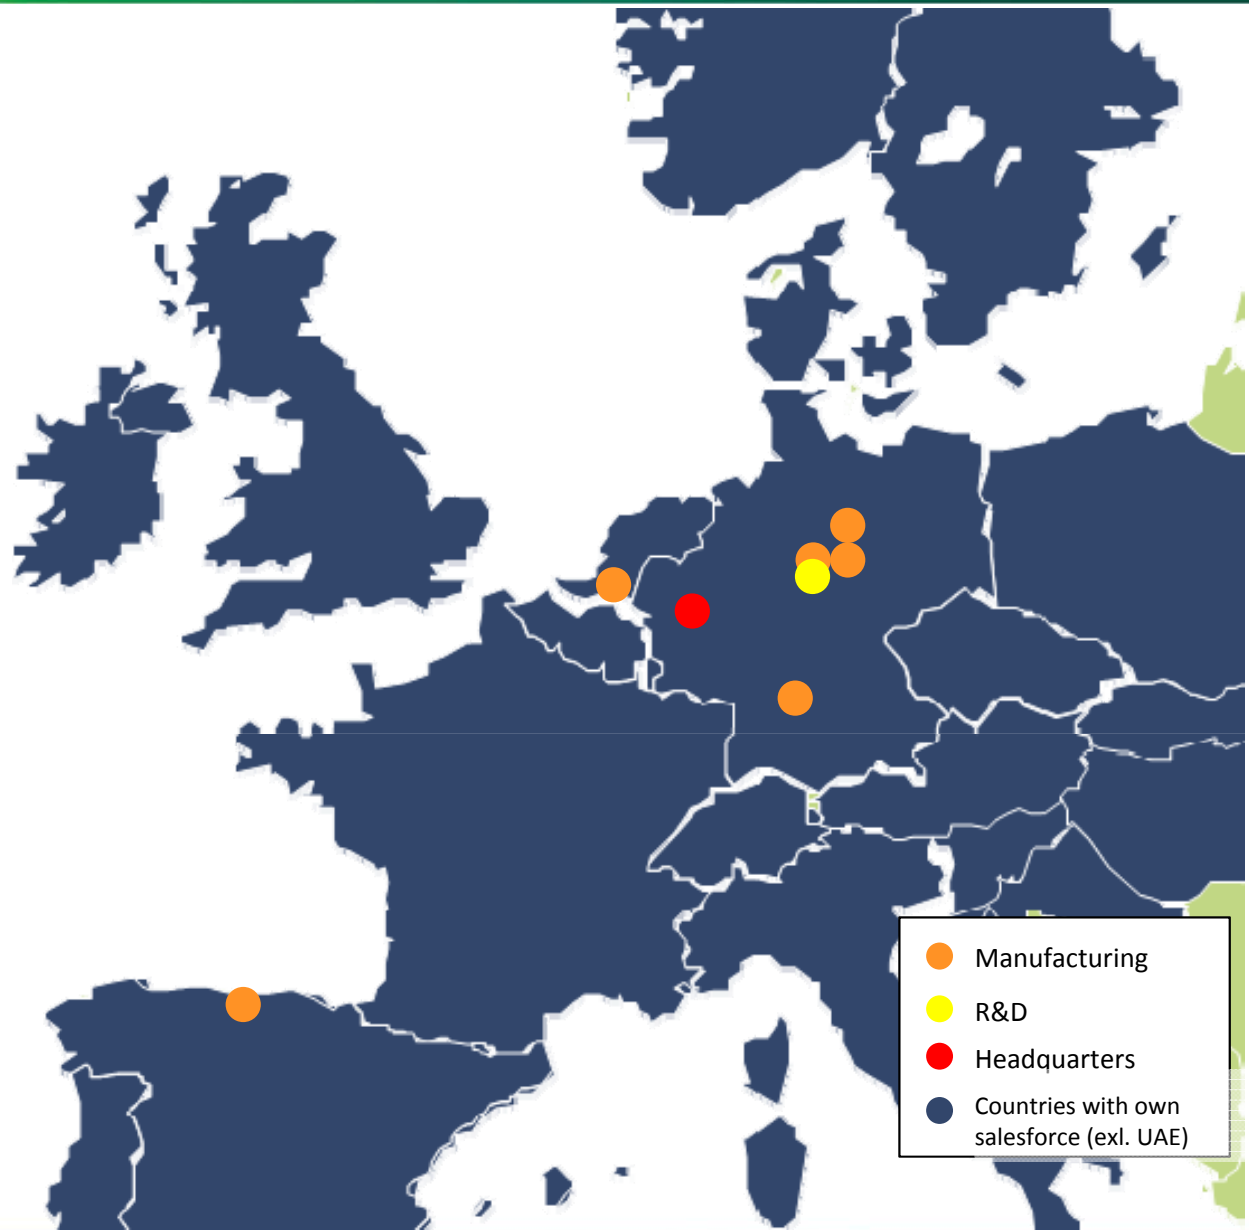 Manufacturing
R&D
Headquarters
Countries with own
salesforce (exl. UAE)